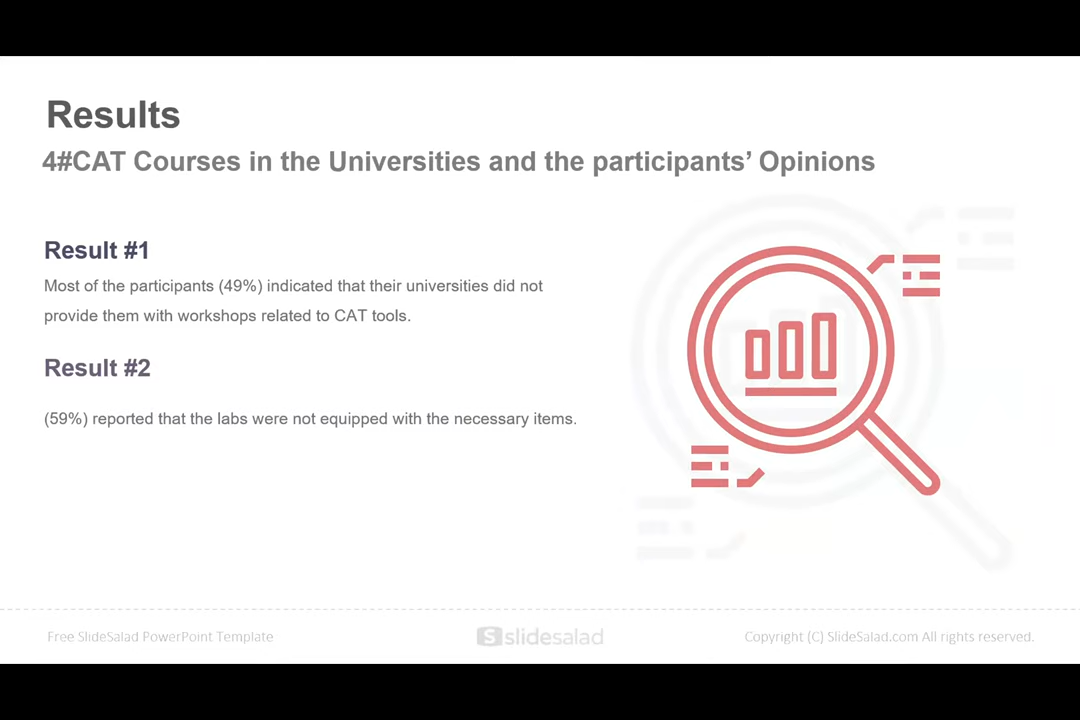 Results
4#CAT Courses in the Universities and the participants’ Opinions
Result #1
Most of the participants (49%) indicated that their universities did not
provide them with workshops related to CAT tools.
Result #2
(59%) reported that the labs were not equipped with the necessary items.
Free SlideSalad PowerPoint Template
S slidesalad
Copyright (C) SlideSalad.com All rights reserved.